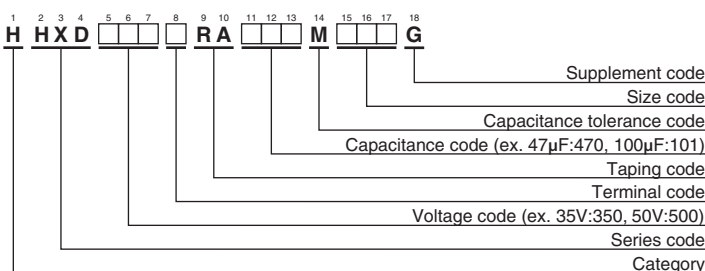 1 2 3 4 5 6 7 8 9 10 11 12 13 14 15 16 17 18
H HXD □□□ □ RA □□□ M □□□ G
Supplement code
Size code
Capacitance tolerance code
Capacitance code (ex. 47µF:470, 100µF:101)
Taping code
Terminal code
Voltage code (ex. 35V:350, 50V:500)
Series code
Category